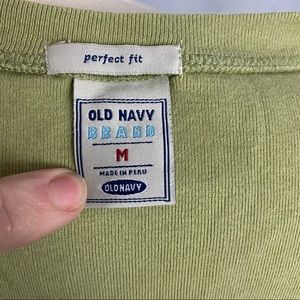 perfect fit
OLD NAVY
BRAND
M
MADE IN PERU
OLD NAVY